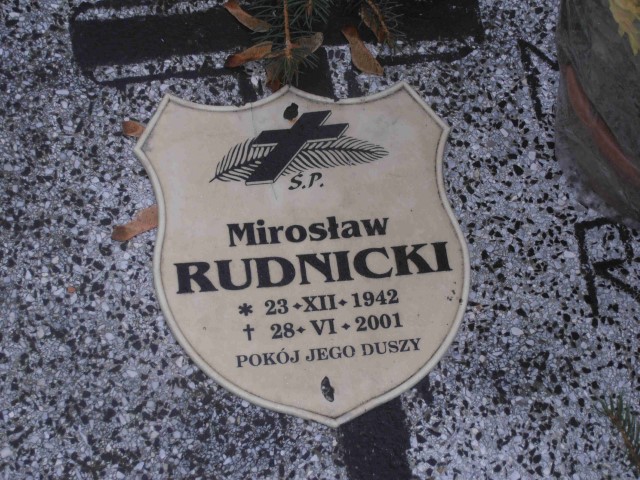 Ś.P.
Mirosław
RUDNICKI
* 23•XII•1942
† 28•VI•2001
POKÓJ JEGO DUSZY